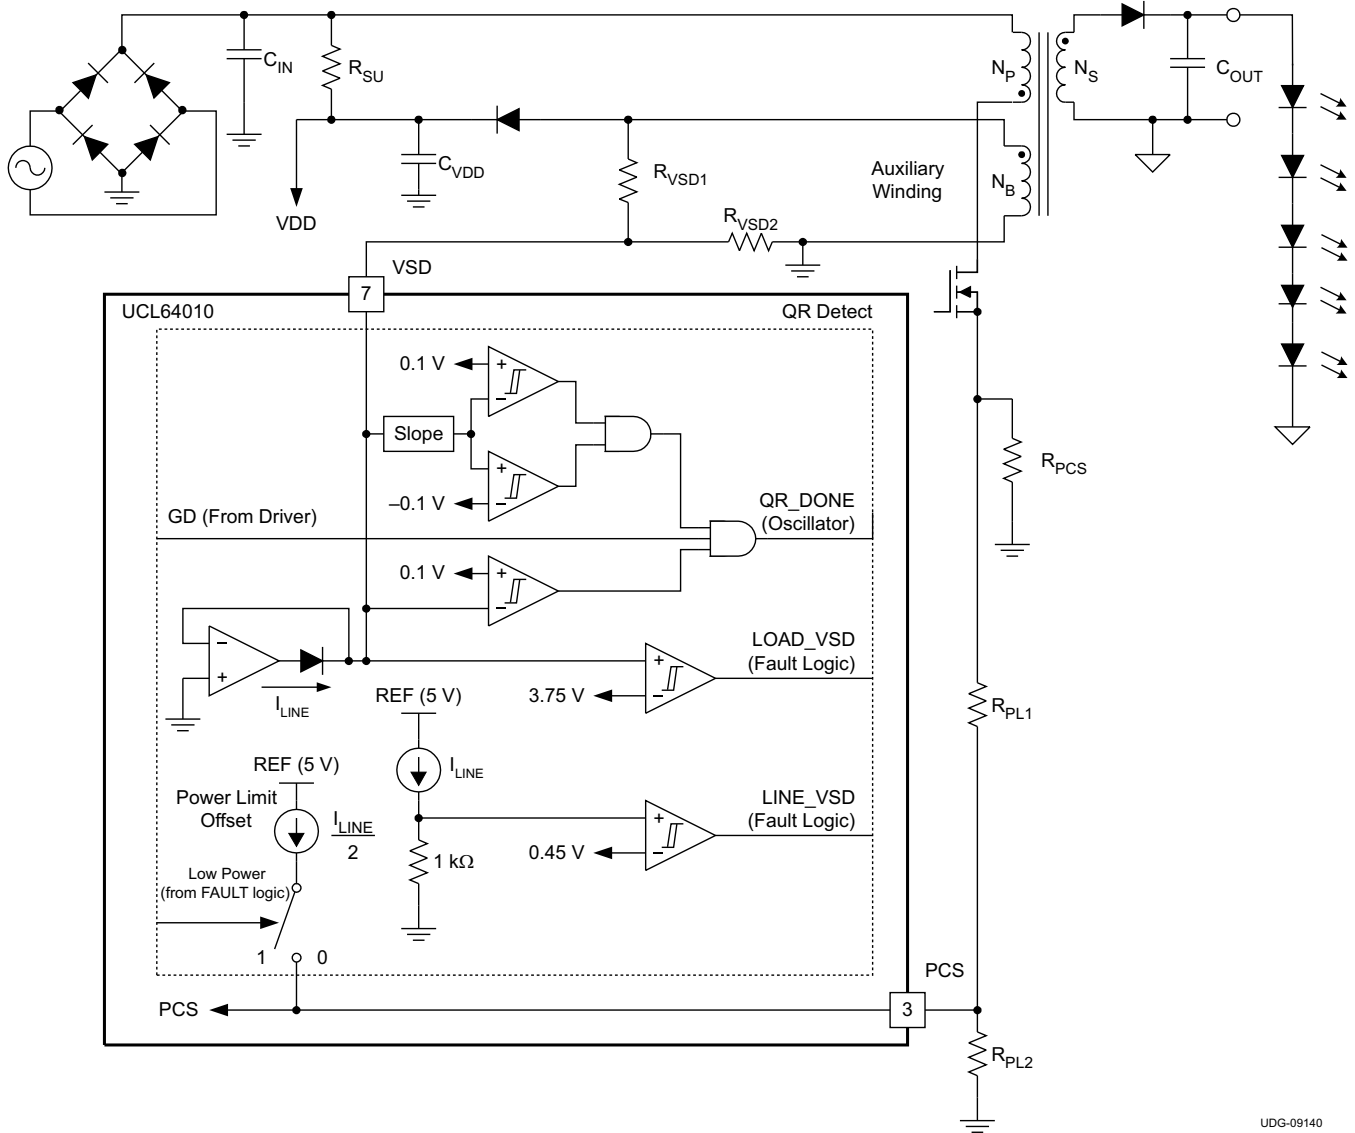 C_IN
R_SU
N_P
N_S
C_OUT
C_VDD
R_VSD1
Auxiliary
Winding
N_B
VDD
R_VSD2
VSD
7
UCL64010
QR Detect
0.1 V
+
−
Slope
+
−
–0.1 V
GD (From Driver)
QR_DONE
(Oscillator)
R_PCS
0.1 V
+
−
−
+
I_LINE
LOAD_VSD
(Fault Logic)
+
−
3.75 V
REF (5 V)
R_PL1
I_LINE
REF (5 V)
Power Limit
Offset
I_LINE
2
LINE_VSD
(Fault Logic)
+
−
0.45 V
1 kΩ
Low Power
(from FAULT logic)
1 0
PCS
PCS
3
R_PL2
UDG-09140